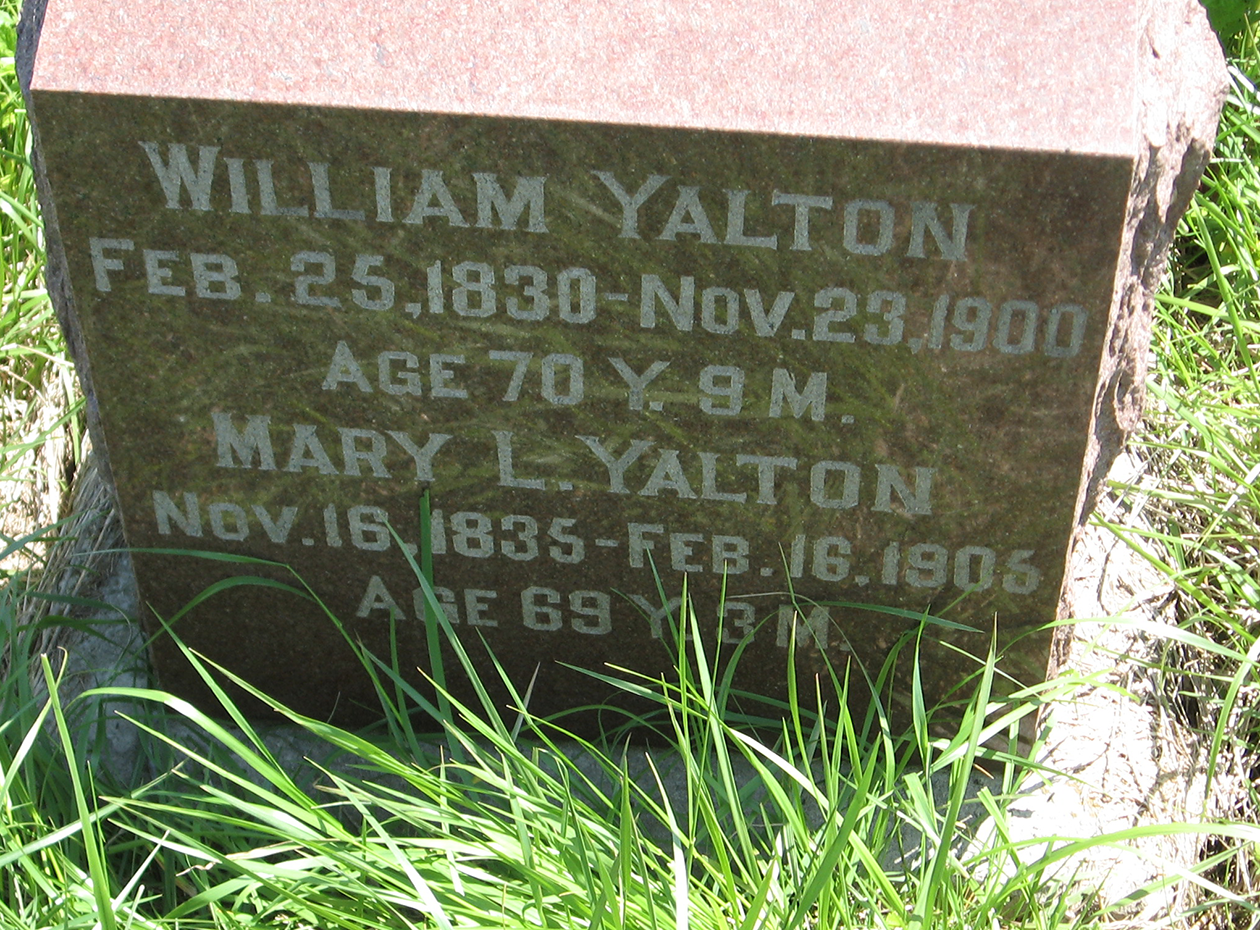 WILLIAM YALTON
FEB. 25, 1830 - NOV. 23, 1900
AGE 70 Y. 9 M.
MARY L. YALTON
NOV. 16, 1835 - FEB. 16, 1905
AGE 69 Y. 3 M.